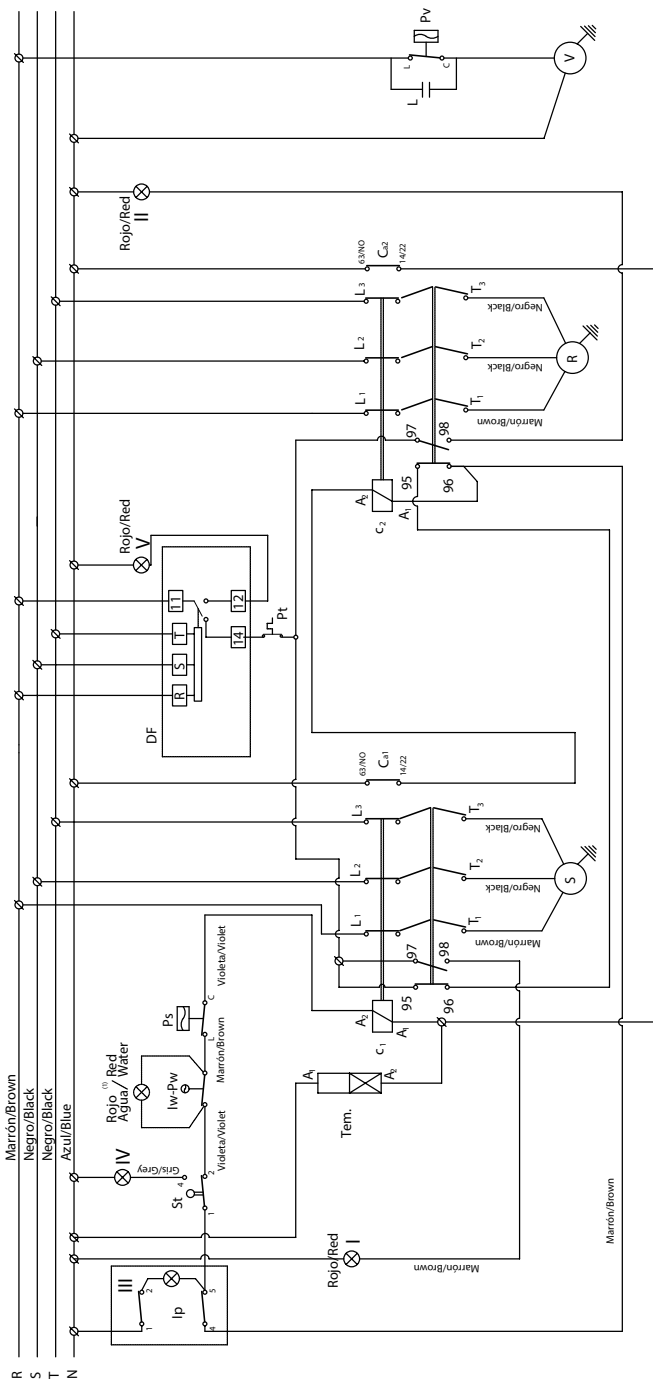 R
S
T
N
Marrón/Brown
Negro/Black
Negro/Black
Azul/Blue
III
1
2
Ip
4
5
Rojo/Red
I
Marrón/Brown
IV
Gris/Grey
4
St
1
2
Violeta/Violet
Rojo (1) / Red
Agua / Water
Iw-Pw
Marrón/Brown
Ps
L
C
Violeta/Violet
A1
Tem.
A2
Marrón/Brown
A2
C1
A1
95
96
97
98
L1
L2
L3
T1
T2
T3
Marrón/Brown
Negro/Black
Negro/Black
S
63/NO
Ca1
14/22
DF
R
S
T
11
14
12
Pt
Rojo/Red
V
A2
C2
A1
95
96
97
98
L1
L2
L3
T1
T2
T3
Marrón/Brown
Negro/Black
Negro/Black
R
63/NO
Ca2
14/22
Rojo/Red
II
L
L
C
Pv
V